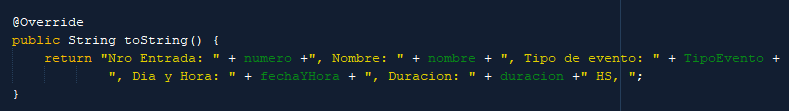 @Override
public String toString() {
return "Nro Entrada: " + numero +", Nombre: " + nombre + ", Tipo de evento: " + TipoEvento +
", Dia y Hora: " + fechaYHora + ", Duracion: " + duracion +" HS, ";
}